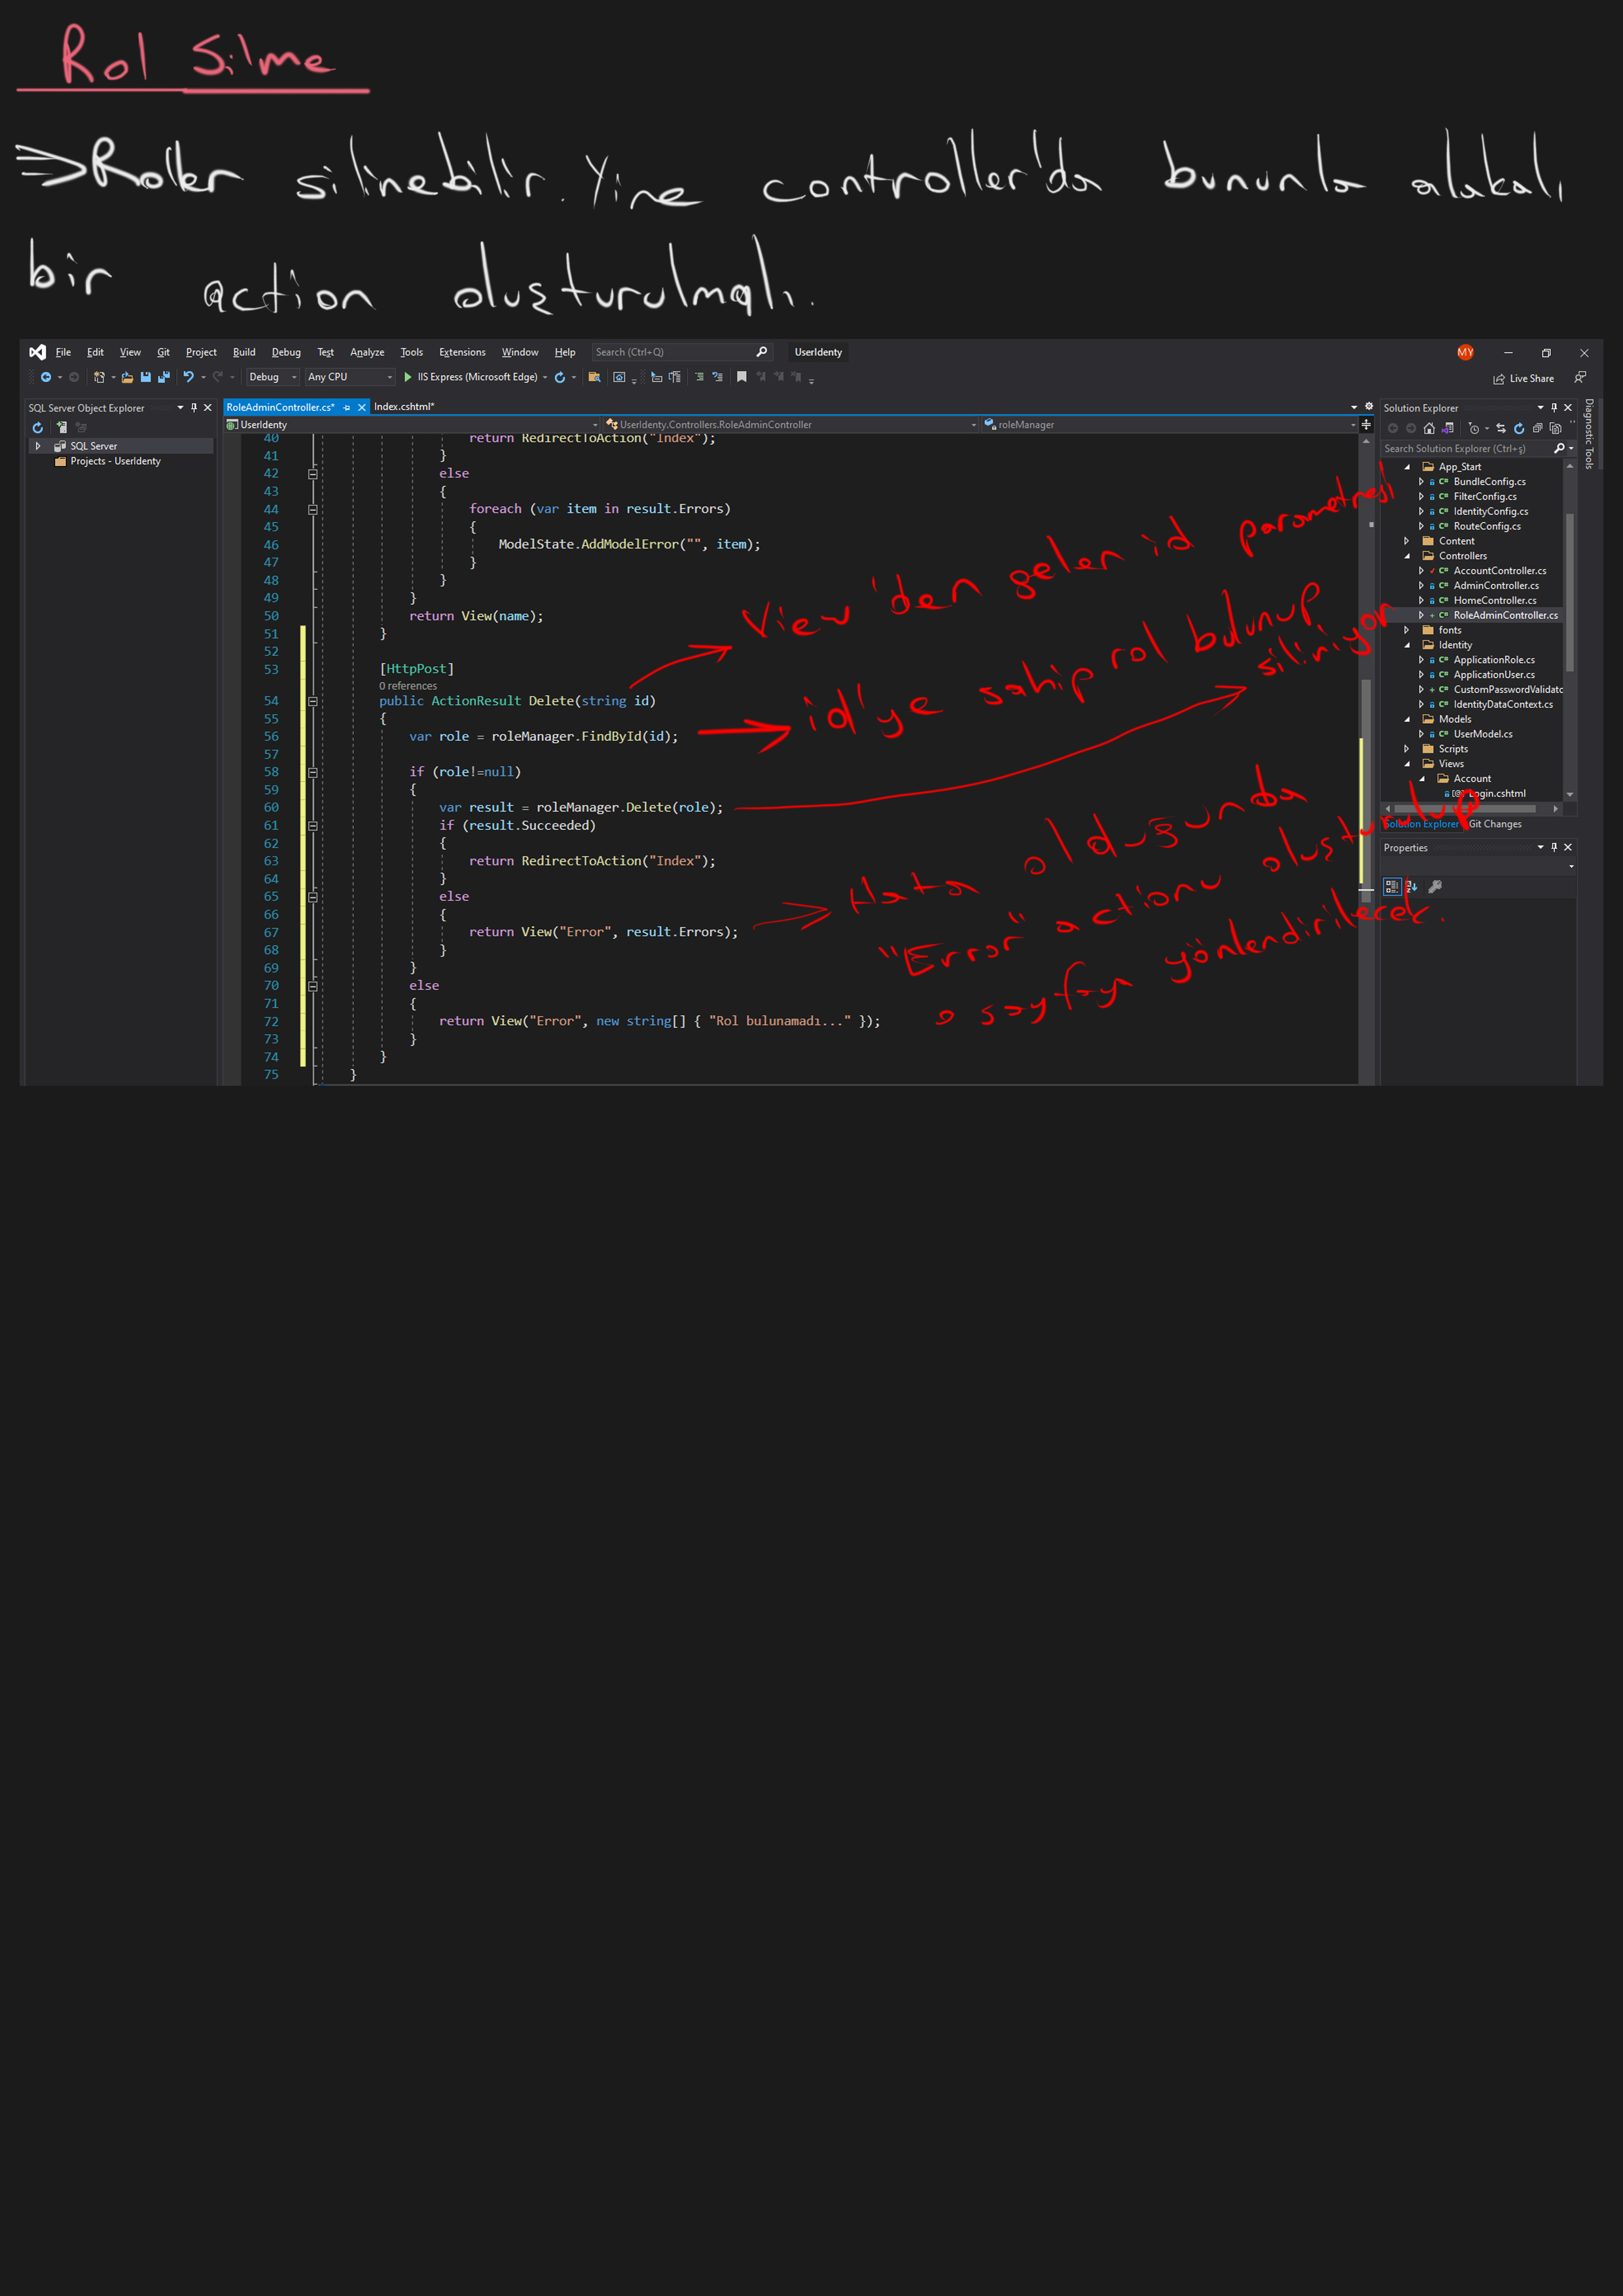 Rol Silme
⇒Roller silinebilir. Yine controller'da bununla alakalı
bir action oluşturulmalı.
File Edit View Git Project Build Debug Test Analyze Tools Extensions Window Help Search (Ctrl+Q) UserIdenty MY
Debug Any CPU IIS Express (Microsoft Edge) Live Share
SQL Server Object Explorer
SQL Server
Projects - UserIdenty
RoleAdminController.cs* Index.cshtml*
UserIdenty UserIdenty.Controllers.RoleAdminController roleManager
40 return RedirectToAction("Index");
41 }
42 else
43 {
44 foreach (var item in result.Errors)
45 {
46 ModelState.AddModelError("", item);
47 }
48 }
49 }
50 return View(name);
51 }
52
53 [HttpPost]
0 references
54 public ActionResult Delete(string id)
55 {
56 var role = roleManager.FindById(id);
57
58 if (role!=null)
59 {
60 var result = roleManager.Delete(role);
61 if (result.Succeeded)
62 {
63 return RedirectToAction("Index");
64 }
65 else
66 {
67 return View("Error", result.Errors);
68 }
69 }
70 else
71 {
72 return View("Error", new string[] { "Rol bulunamadı..." });
73 }
74 }
75 }
View'den gelen id parametresi
id'ye sahip rol bulunup
siliniyor
Hata olduğunda
"Error" actionu oluşturulup
o sayfaya yönlendirilecek.
Solution Explorer
Search Solution Explorer (Ctrl+ş)
App_Start
BundleConfig.cs
FilterConfig.cs
IdentityConfig.cs
RouteConfig.cs
Content
Controllers
AccountController.cs
AdminController.cs
HomeController.cs
RoleAdminController.cs
fonts
Identity
ApplicationRole.cs
ApplicationUser.cs
CustomPasswordValidatc
IdentityDataContext.cs
Models
UserModel.cs
Scripts
Views
Account
Login.cshtml
Solution Explorer Git Changes
Properties
Diagnostic Tools